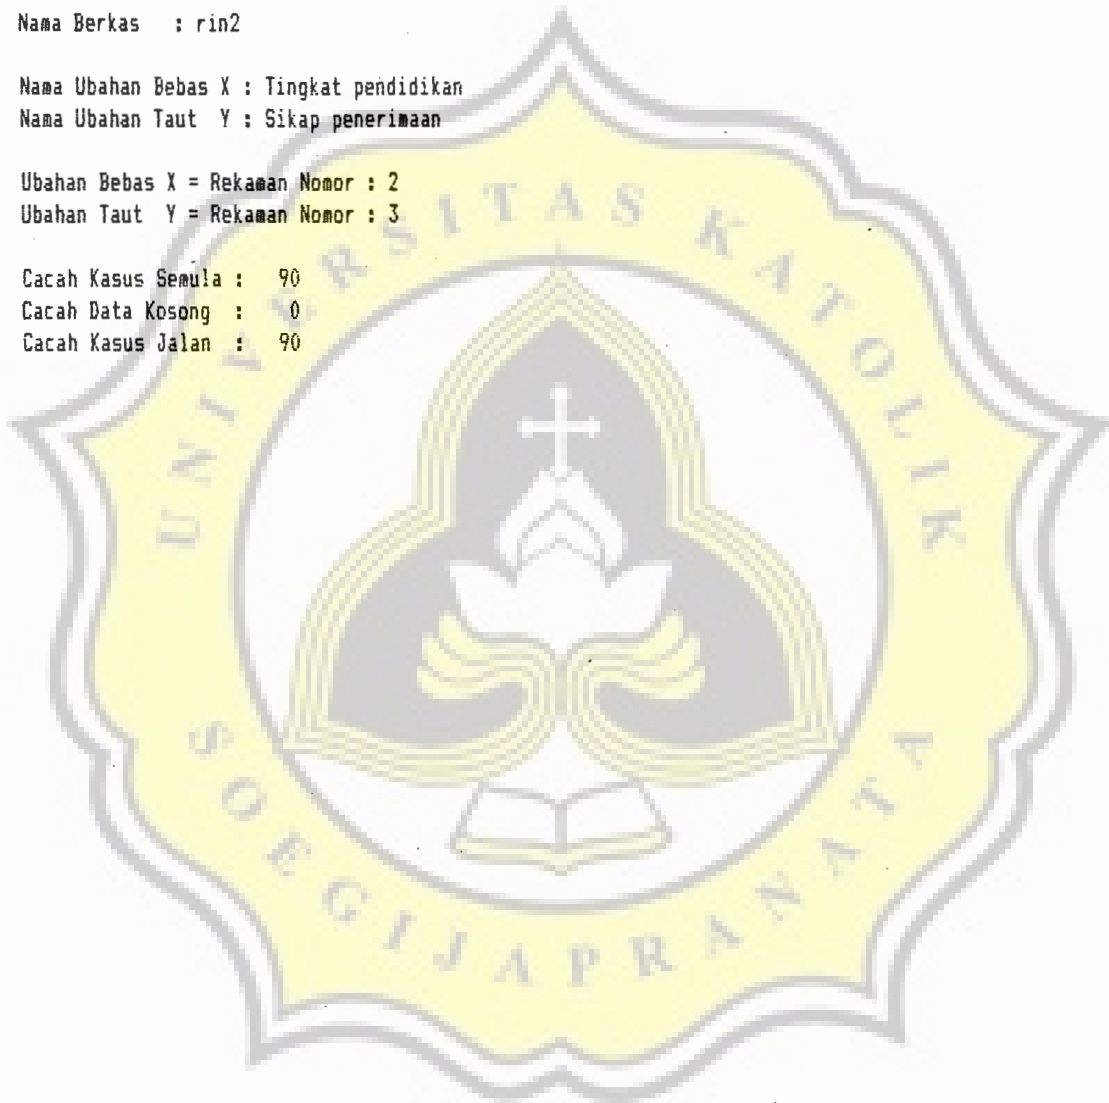 Nama Berkas : rin2
Nama Ubahan Bebas X : Tingkat pendidikan
Nama Ubahan Taut Y : Sikap penerimaan
Ubahan Bebas X = Rekaman Nomor : 2
Ubahan Taut Y = Rekaman Nomor : 3
Cacah Kasus Semula : 90
Cacah Data Kosong : 0
Cacah Kasus Jalan : 90
UNIVERSITAS KATOLIK
SOEGIJAPRANATA